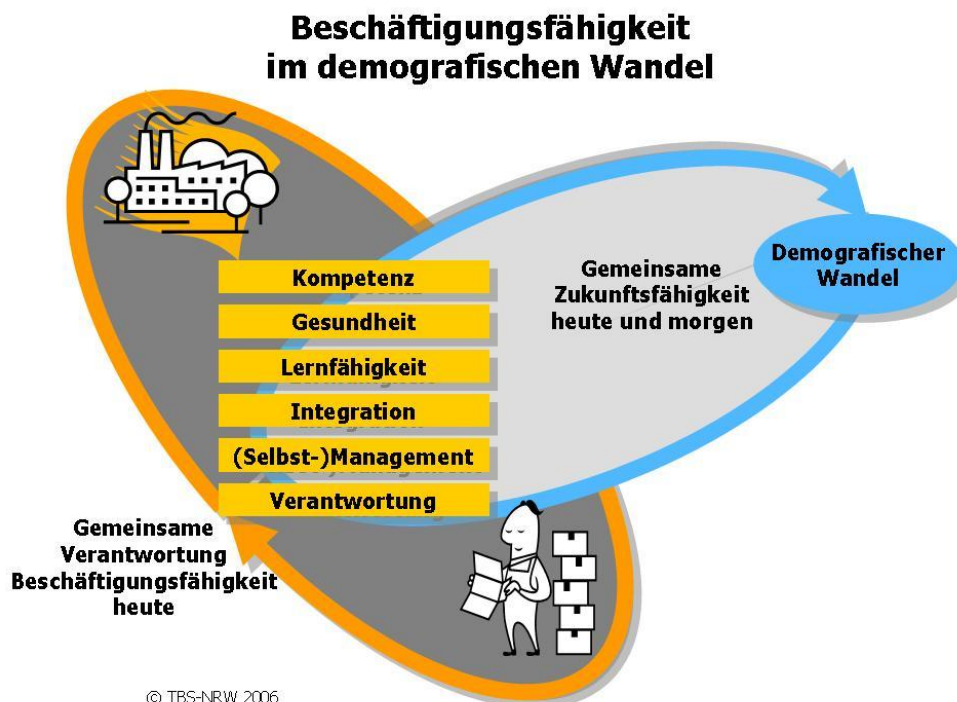 Beschäftigungsfähigkeit
im demografischen Wandel
Demografischer
Wandel
Gemeinsame
Zukunftsfähigkeit
heute und morgen
Kompetenz
Gesundheit
Lernfähigkeit
Integration
(Selbst-)Management
Verantwortung
Gemeinsame
Verantwortung
Beschäftigungsfähigkeit
heute
© TBS-NRW 2006